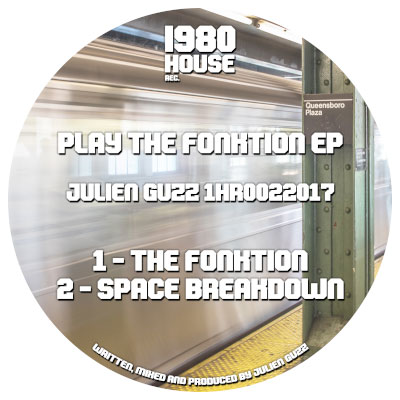 1980
HOUSE
REC.
Queensboro
Plaza
PLAY THE FONKTION EP
JULIEN GUZZ 1HR0022017
1 - THE FONKTION
2 - SPACE BREAKDOWN
WRITTEN, MIXED AND PRODUCED BY JULIEN GUZZ